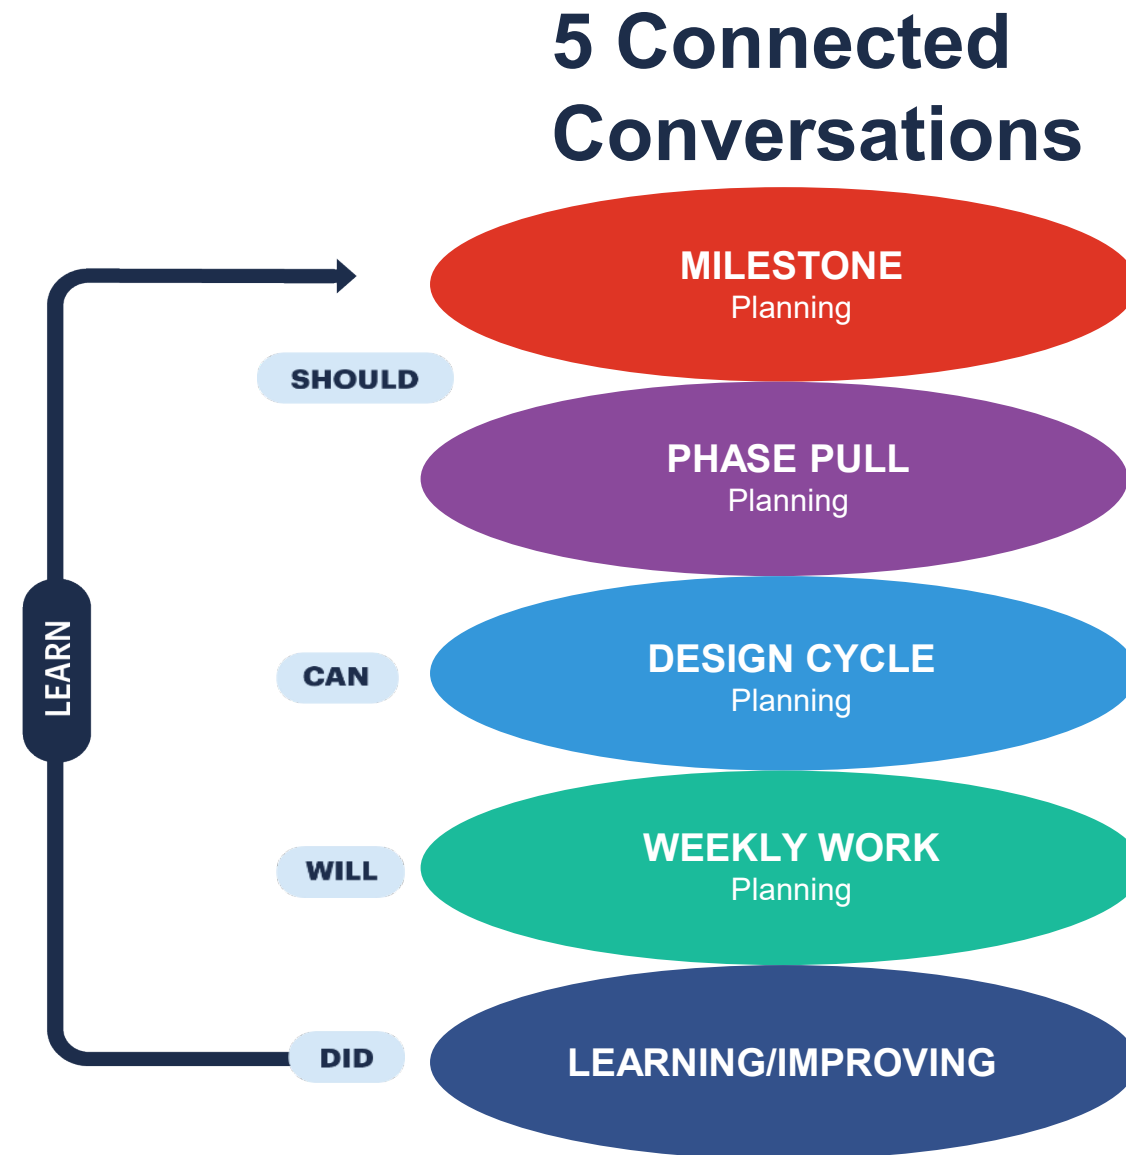 5 Connected
Conversations
MILESTONE
Planning
SHOULD
PHASE PULL
Planning
LEARN
CAN
DESIGN CYCLE
Planning
WILL
WEEKLY WORK
Planning
DID
LEARNING/IMPROVING